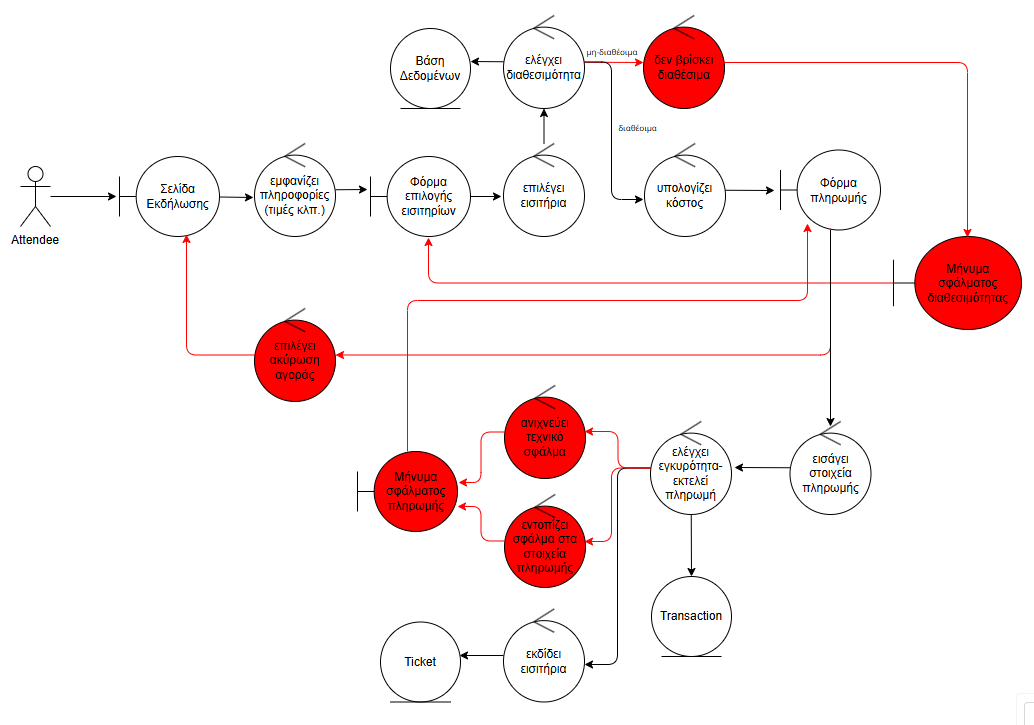 Βάση
Δεδομένων
ελέγχει
διαθεσιμότητα
μη-διαθέσιμα
δεν βρίσκει
διαθέσιμα
διαθέσιμα
Attendee
Σελίδα
Εκδήλωσης
εμφανίζει
πληροφορίες
(τιμές κλπ.)
Φόρμα
επιλογής
εισιτηρίων
επιλέγει
εισιτήρια
υπολογίζει
κόστος
Φόρμα
πληρωμής
Μήνυμα
σφάλματος
διαθεσιμότητας
επιλέγει
ακύρωση
αγοράς
ανιχνεύει
τεχνικό
σφάλμα
ελέγχει
εγκυρότητα-
εκτελεί
πληρωμή
εισάγει
στοιχεία
πληρωμής
Μήνυμα
σφάλματος
πληρωμής
εντοπίζει
σφάλμα στα
στοιχεία
πληρωμής
Transaction
Ticket
εκδίδει
εισιτήρια